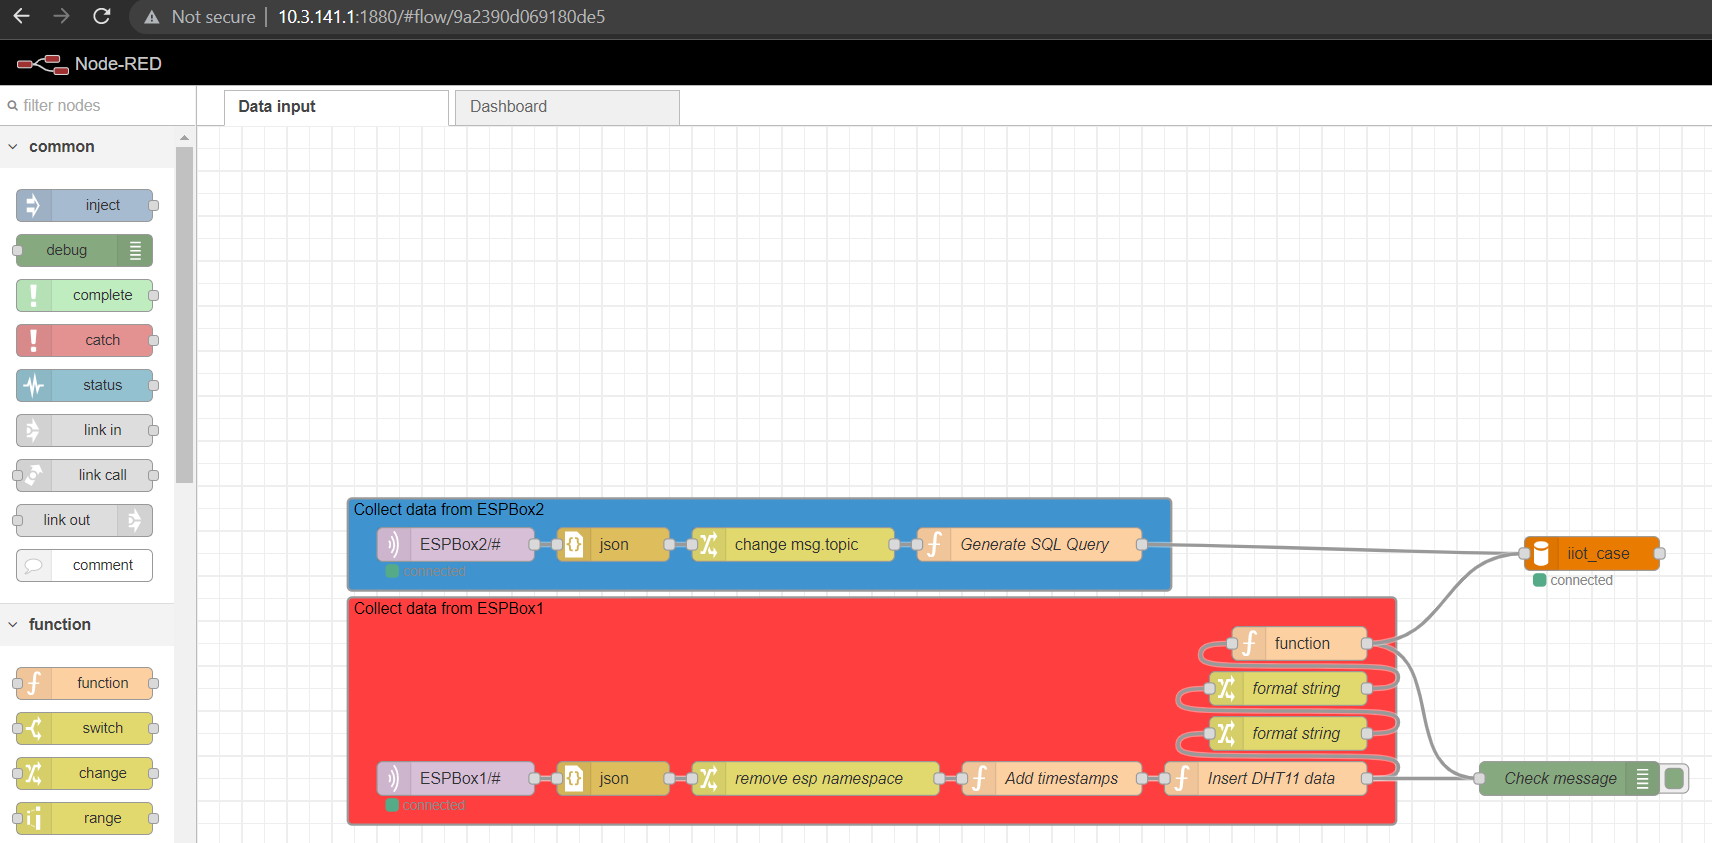 Not secure 10.3.141.1:1880/#flow/9a2390d069180de5
Node-RED
filter nodes
Data input
Dashboard
common
inject
debug
complete
catch
status
link in
link call
link out
comment
function
function
switch
change
range
Collect data from ESPBox2
ESPBox2/#
json
change msg.topic
Generate SQL Query
connected
iiot_case
connected
Collect data from ESPBox1
function
format string
format string
ESPBox1/#
json
remove esp namespace
Add timestamps
Insert DHT11 data
connected
Check message